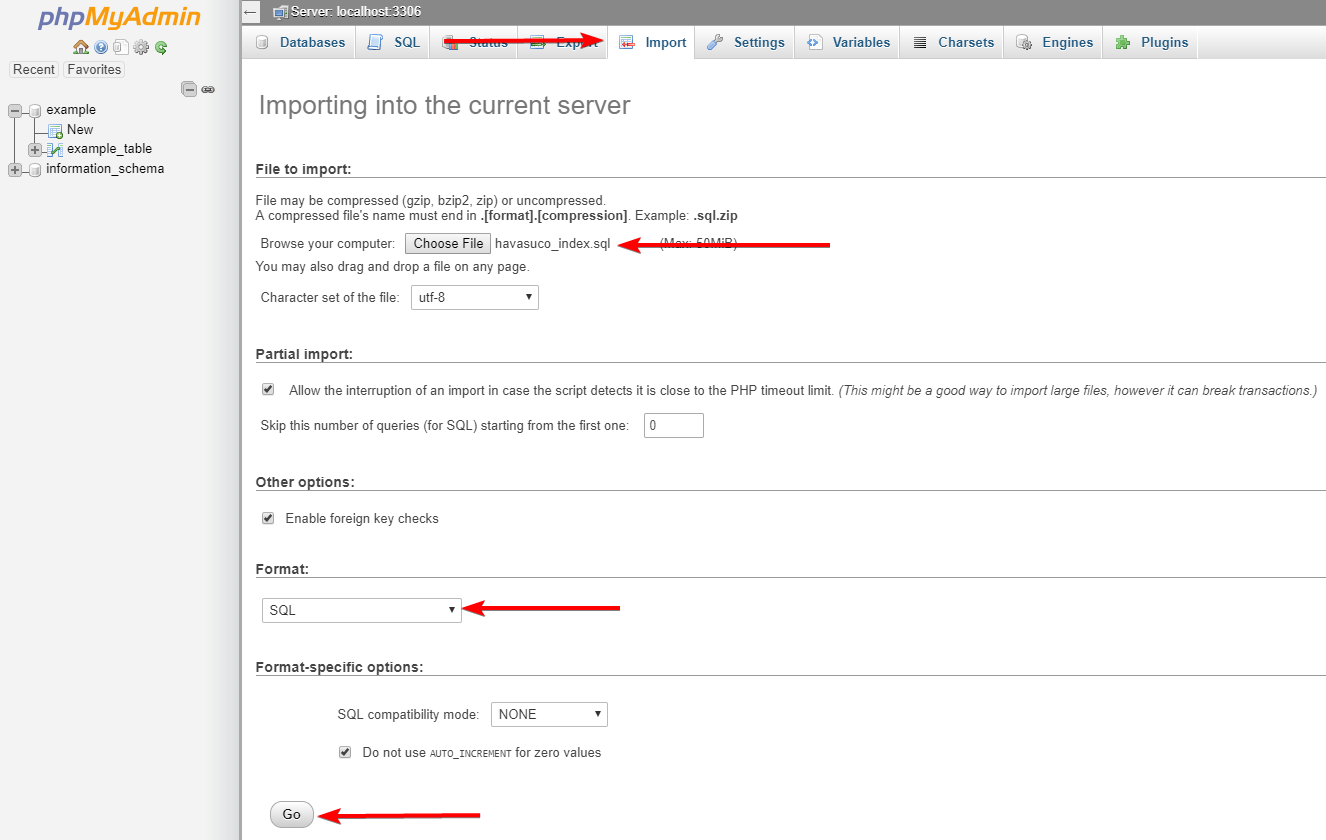 phpMyAdmin
Recent Favorites
example
New
example_table
information_schema
Server: localhost:3306
Databases SQL Status Export Import Settings Variables Charsets Engines Plugins
Importing into the current server
File to import:
File may be compressed (gzip, bzip2, zip) or uncompressed.
A compressed file's name must end in .[format].[compression]. Example: .sql.zip
Browse your computer: Choose File havasuco_index.sql (Max: 50MiB)
You may also drag and drop a file on any page.
Character set of the file: utf-8
Partial import:
Allow the interruption of an import in case the script detects it is close to the PHP timeout limit. (This might be a good way to import large files, however it can break transactions.)
Skip this number of queries (for SQL) starting from the first one: 0
Other options:
Enable foreign key checks
Format:
SQL
Format-specific options:
SQL compatibility mode: NONE
Do not use AUTO_INCREMENT for zero values
Go